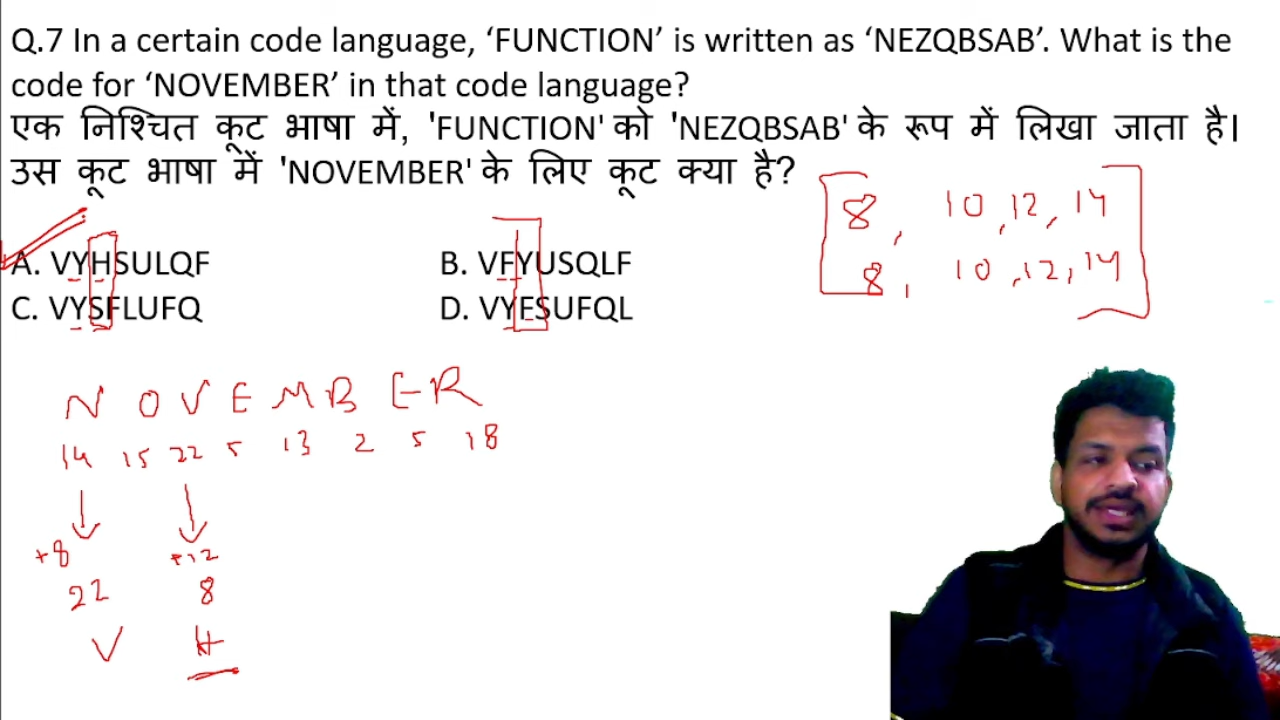 Q.7 In a certain code language, ‘FUNCTION’ is written as ‘NEZQBSAB’. What is the
code for ‘NOVEMBER’ in that code language?
एक निश्चित कूट भाषा में, 'FUNCTION' को 'NEZQBSAB' के रूप में लिखा जाता है।
उस कूट भाषा में 'NOVEMBER' के लिए कूट क्या है?
8, 10, 12, 14
8, 10, 12, 14
A. VYHSULQF B. VFYUSQLF
C. VYSFLUFQ D. VYFSUFQL
N O V E M B E R
14 15 22 5 13 2 5 18
+8 +12
22 8
V H